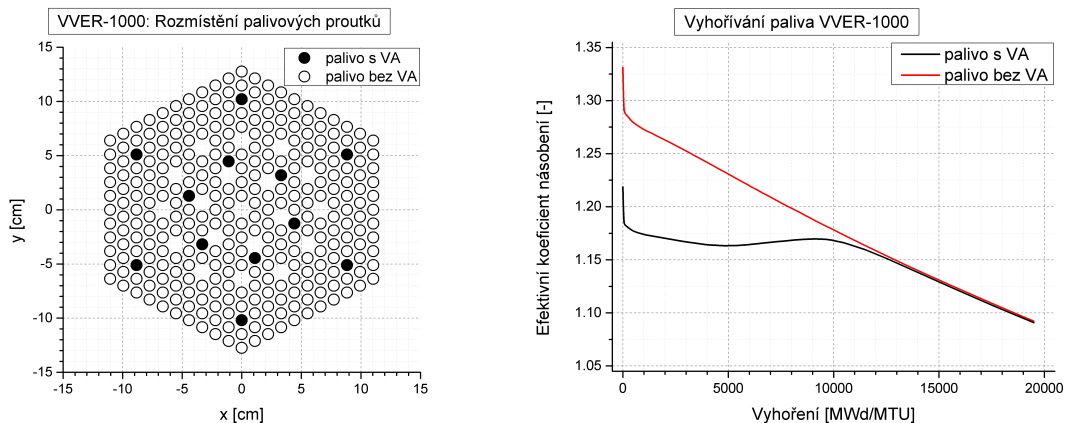 VVER-1000: Rozmístění palivových proutků
palivo s VA
palivo bez VA
15
10
5
0
-5
-10
-15
y [cm]
-15 -10 -5 0 5 10 15
x [cm]
Vyhořívání paliva VVER-1000
palivo s VA
palivo bez VA
1.35
1.30
1.25
1.20
1.15
1.10
1.05
Efektivní koeficient násobení [-]
0 5000 10000 15000 20000
Vyhoření [MWd/MTU]